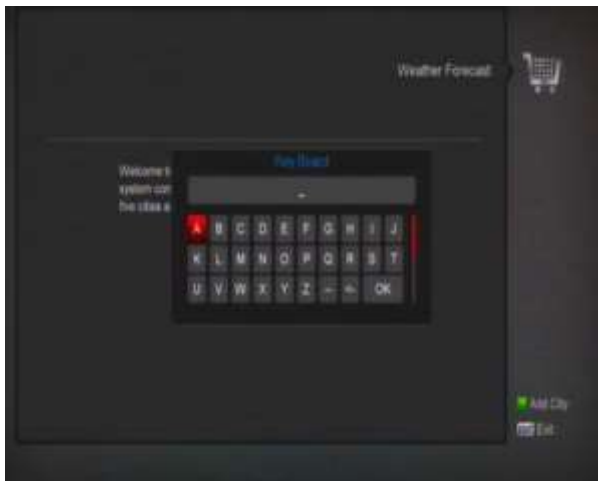 Weather Forecast
Welcome t
system con
five cities a
Key Board
_
A B C D E F G H I J
K L M N O P Q R S T
U V W X Y Z OK
Add City
Exit